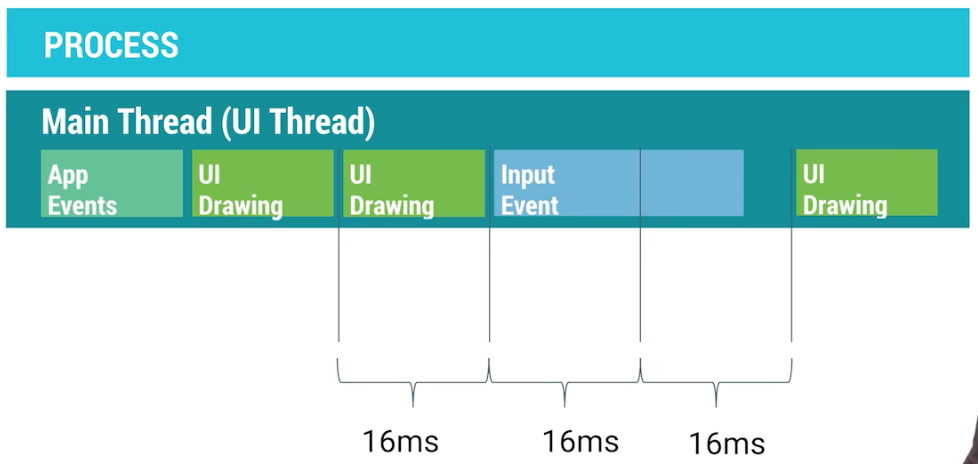 PROCESS
Main Thread (UI Thread)
App
Events
UI
Drawing
UI
Drawing
Input
Event
UI
Drawing
16ms
16ms
16ms